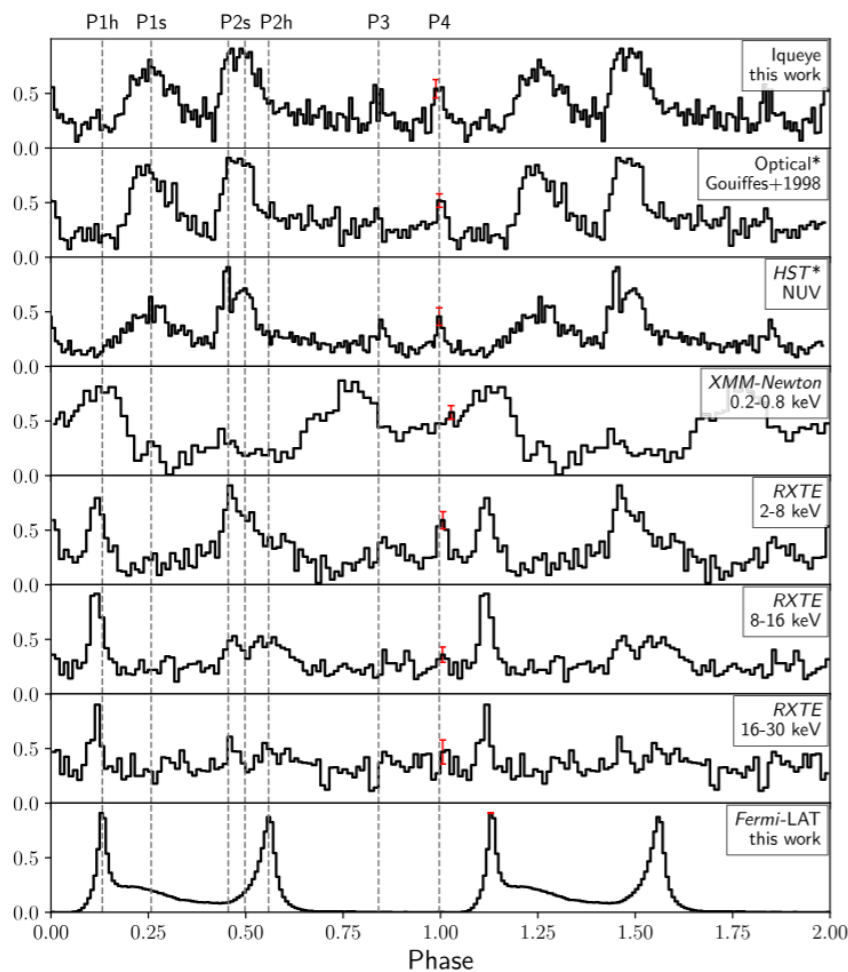 P1h P1s P2s P2h P3 P4
Iqueye
this work
0.5
0.0
Optical*
Gouiffes+1998
0.5
0.0
HST*
NUV
0.5
0.0
XMM-Newton
0.2-0.8 keV
0.5
0.0
RXTE
2-8 keV
0.5
0.0
RXTE
8-16 keV
0.5
0.0
RXTE
16-30 keV
0.5
0.0
Fermi-LAT
this work
0.5
0.0
0.00 0.25 0.50 0.75 1.00 1.25 1.50 1.75 2.00
Phase